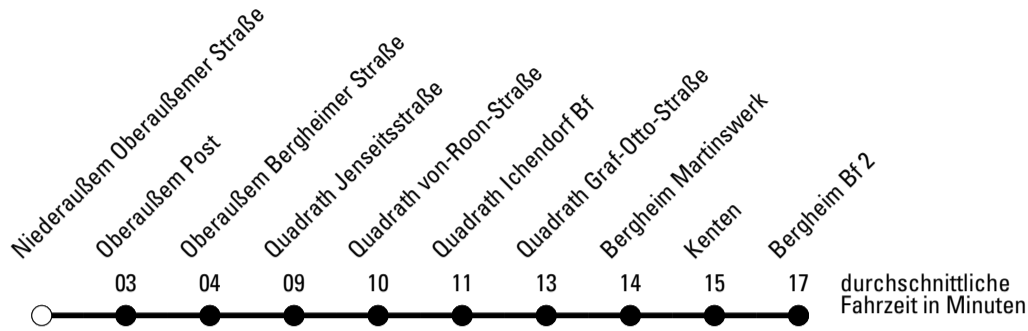 Niederaußem Oberaußemer Straße
Oberaußem Post
Oberaußem Bergheimer Straße
Quadrath Jenseitsstraße
Quadrath von-Roon-Straße
Quadrath Ichendorf Bf
Quadrath Graf-Otto-Straße
Bergheim Martinswerk
Kenten
Bergheim Bf 2
03 04 09 10 11 13 14 15 17
durchschnittliche
Fahrzeit in Minuten